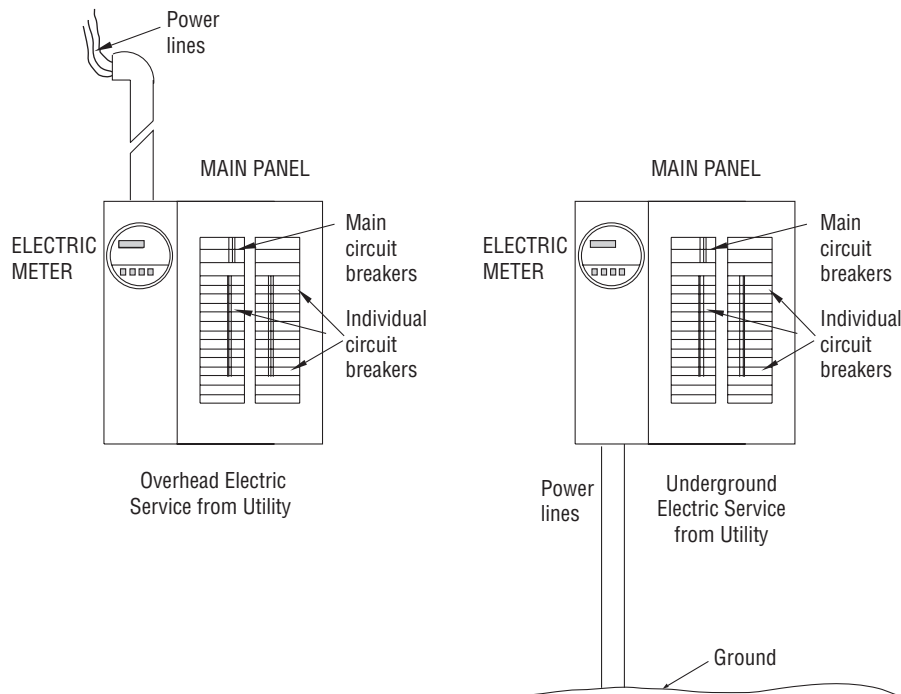 Power
lines
MAIN PANEL
ELECTRIC
METER
Main
circuit
breakers
Individual
circuit
breakers
Overhead Electric
Service from Utility
MAIN PANEL
ELECTRIC
METER
Main
circuit
breakers
Individual
circuit
breakers
Power
lines
Underground
Electric Service
from Utility
Ground